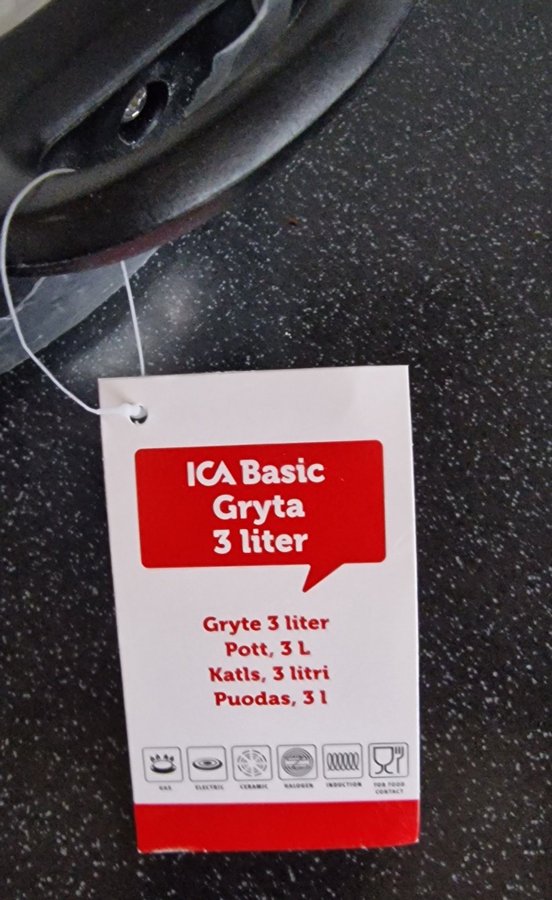 ICA Basic
Gryta
3 liter
Gryte 3 liter
Pott, 3 L
Katls, 3 litri
Puodas, 3 l
GAS ELECTRIC CERAMIC HALOGEN INDUCTION FOR FOOD
CONTACT